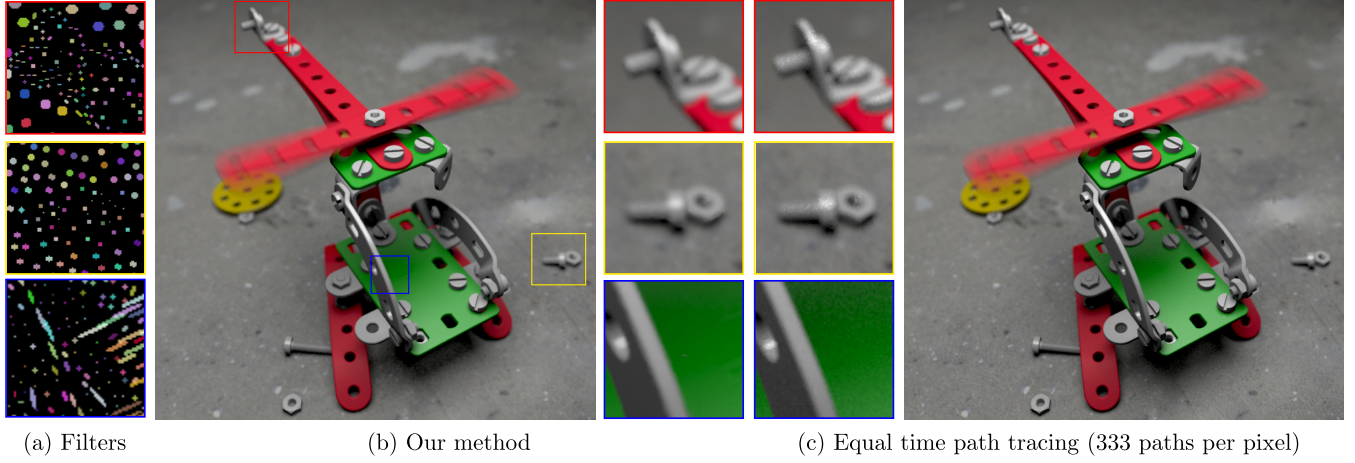 (a) Filters
(b) Our method
(c) Equal time path tracing (333 paths per pixel)